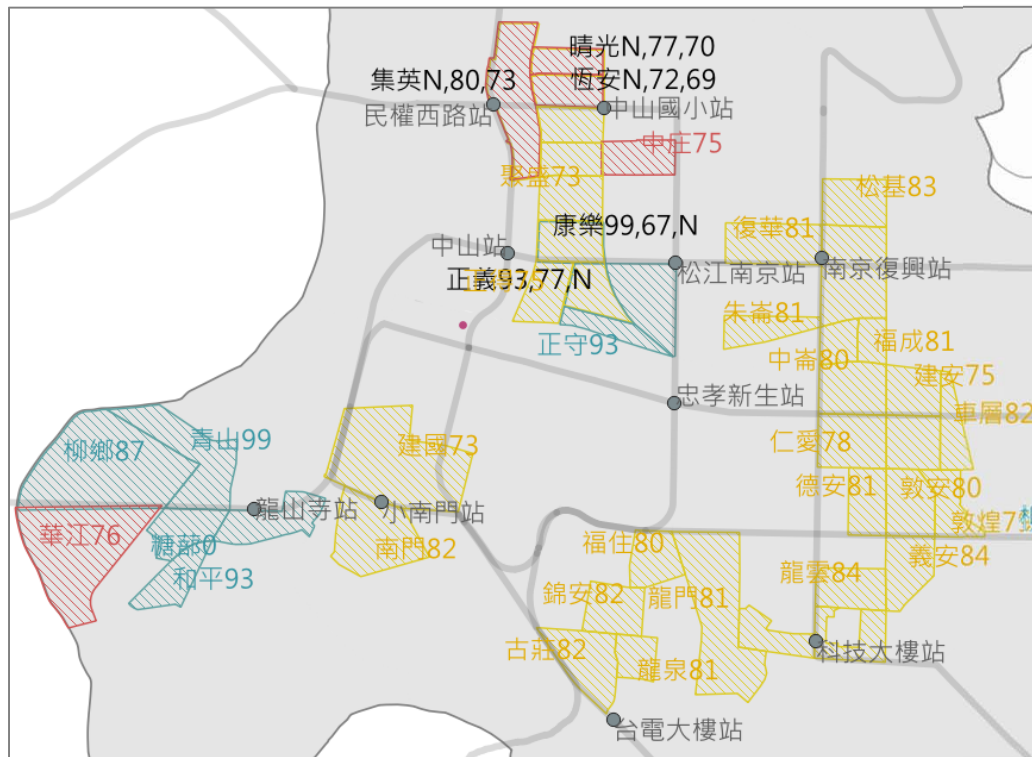 晴光N,77,70
集英N,80,73
恆安N,72,69
民權西路站
中山國小站
中庄75
聚盛73
松基83
康樂99,67,N
復華81
中山站
松江南京站
南京復興站
正義93,77,N
朱崙81
正守93
中崙80
福成81
建安75
忠孝新生站
車層82
柳鄉87
青山99
建國73
仁愛78
德安81
敦安80
龍山寺站
小南門站
華江76
糖廍0
南門82
敦煌7
福住80
義安84
和平93
龍雲84
錦安82
龍門81
古莊82
龍泉81
科技大樓站
台電大樓站